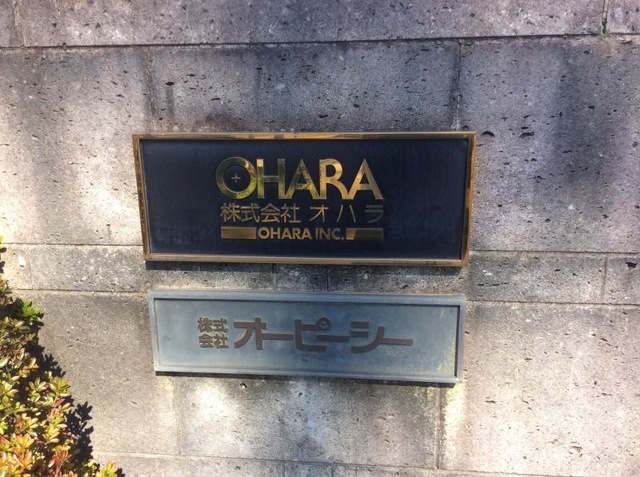 OHARA
株式会社 オハラ
OHARA INC.
株式
会社 オーピーシー